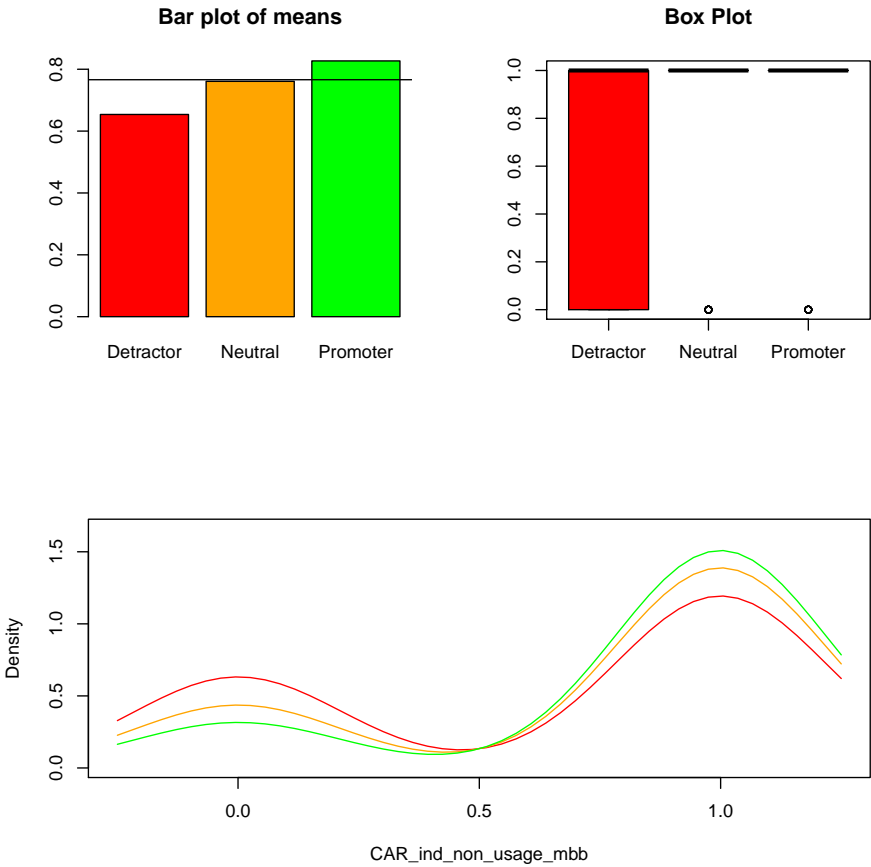 Bar plot of means
0.0
0.2
0.4
0.6
0.8
Detractor Neutral Promoter
Box Plot
0.0
0.2
0.4
0.6
0.8
1.0
Detractor Neutral Promoter
Density
0.0
0.5
1.0
1.5
0.0 0.5 1.0
CAR_ind_non_usage_mbb